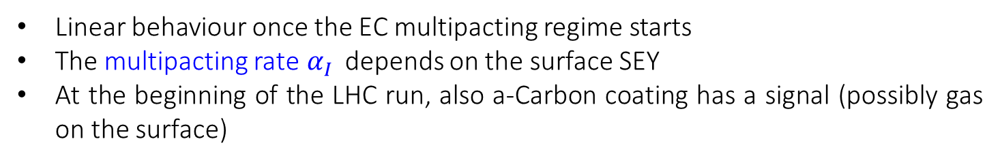 • Linear behaviour once the EC multipacting regime starts
• The multipacting rate α_I depends on the surface SEY
• At the beginning of the LHC run, also a-Carbon coating has a signal (possibly gas
on the surface)